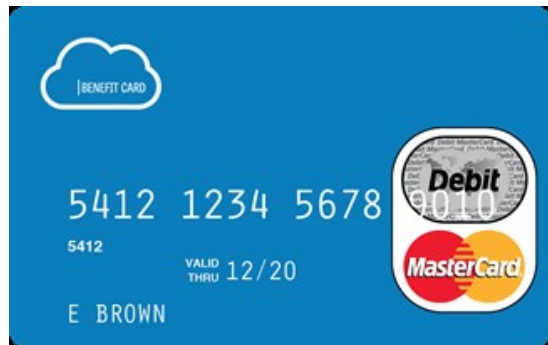 BENEFIT CARD
Debit
5412 1234 5678 9010
5412
VALID THRU 12/20
MasterCard
E BROWN